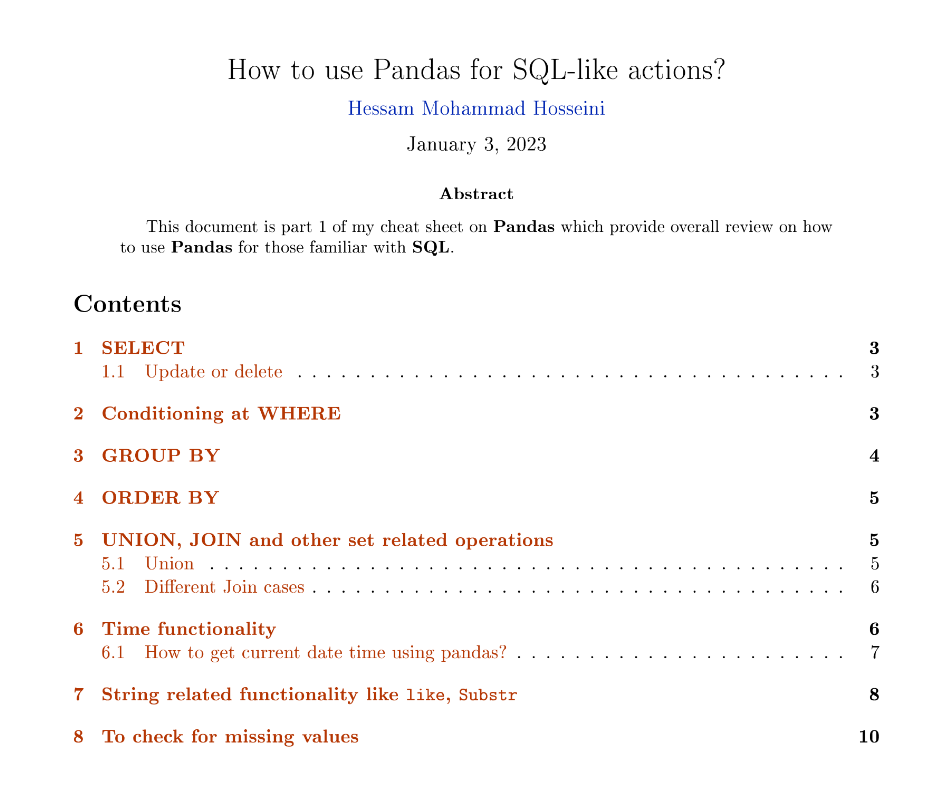 How to use Pandas for SQL-like actions?
Hessam Mohammad Hosseini
January 3, 2023
Abstract
This document is part 1 of my cheat sheet on Pandas which provide overall review on how
to use Pandas for those familiar with SQL.
Contents
1 SELECT 3
1.1 Update or delete . . . . . . . . . . . . . . . . . . . . . . . . . . . . . . . . . . . . . . 3
2 Conditioning at WHERE 3
3 GROUP BY 4
4 ORDER BY 5
5 UNION, JOIN and other set related operations 5
5.1 Union . . . . . . . . . . . . . . . . . . . . . . . . . . . . . . . . . . . . . . . . . . . . 5
5.2 Different Join cases . . . . . . . . . . . . . . . . . . . . . . . . . . . . . . . . . . . . . 6
6 Time functionality 6
6.1 How to get current date time using pandas? . . . . . . . . . . . . . . . . . . . . . . . 7
7 String related functionality like like, Substr 8
8 To check for missing values 10